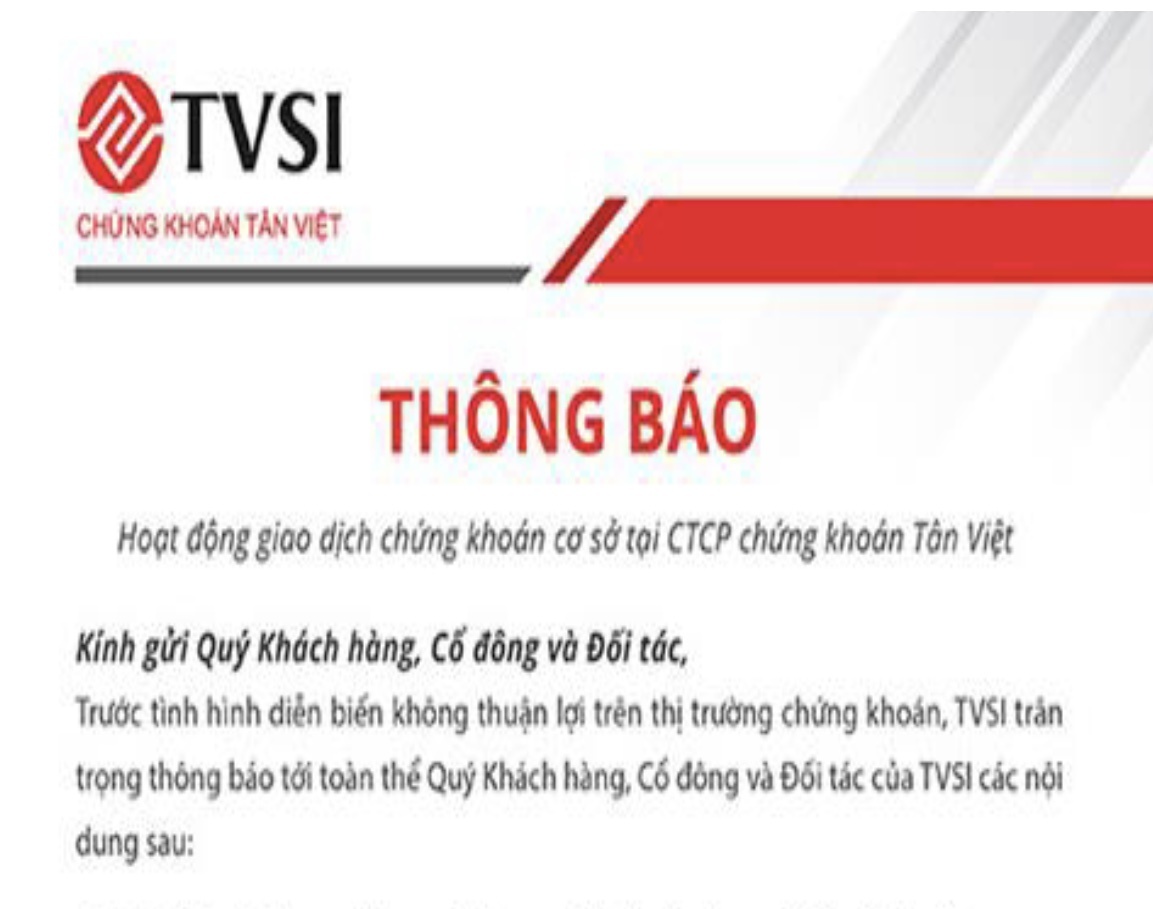 TVSI
CHỨNG KHOÁN TÂN VIỆT
THÔNG BÁO
Hoạt động giao dịch chứng khoán cơ sở tại CTCP chứng khoán Tân Việt
Kính gửi Quý Khách hàng, Cổ đông và Đối tác,
Trước tình hình diễn biến không thuận lợi trên thị trường chứng khoán, TVSI trân
trọng thông báo tới toàn thể Quý Khách hàng, Cổ đông và Đối tác của TVSI các nội
dung sau: